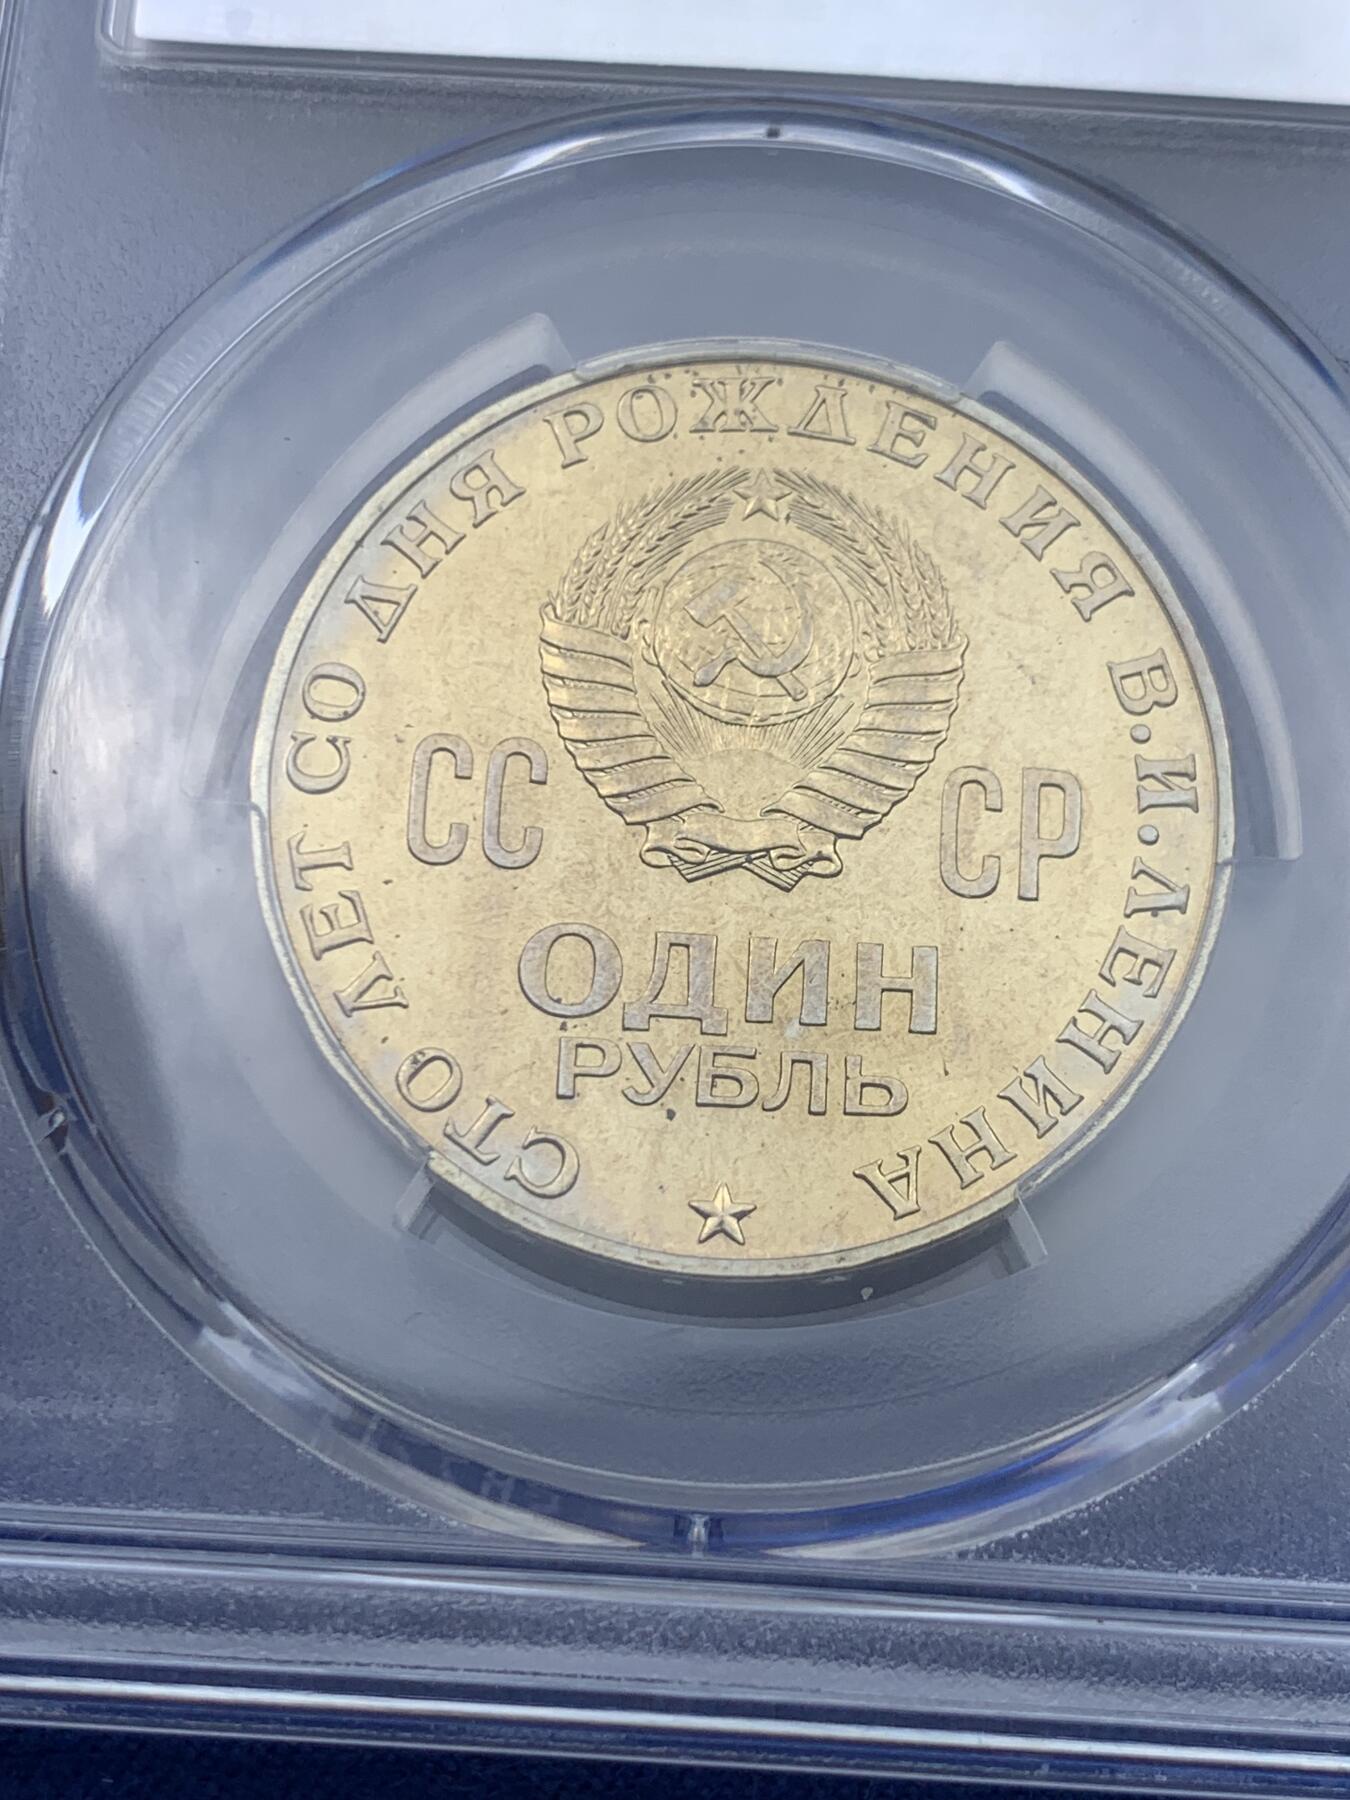 СТО ЛЕТ СО ДНЯ РОЖДЕНИЯ В.И.ЛЕНИНА
СС СР
ОДИН
РУБЛЬ